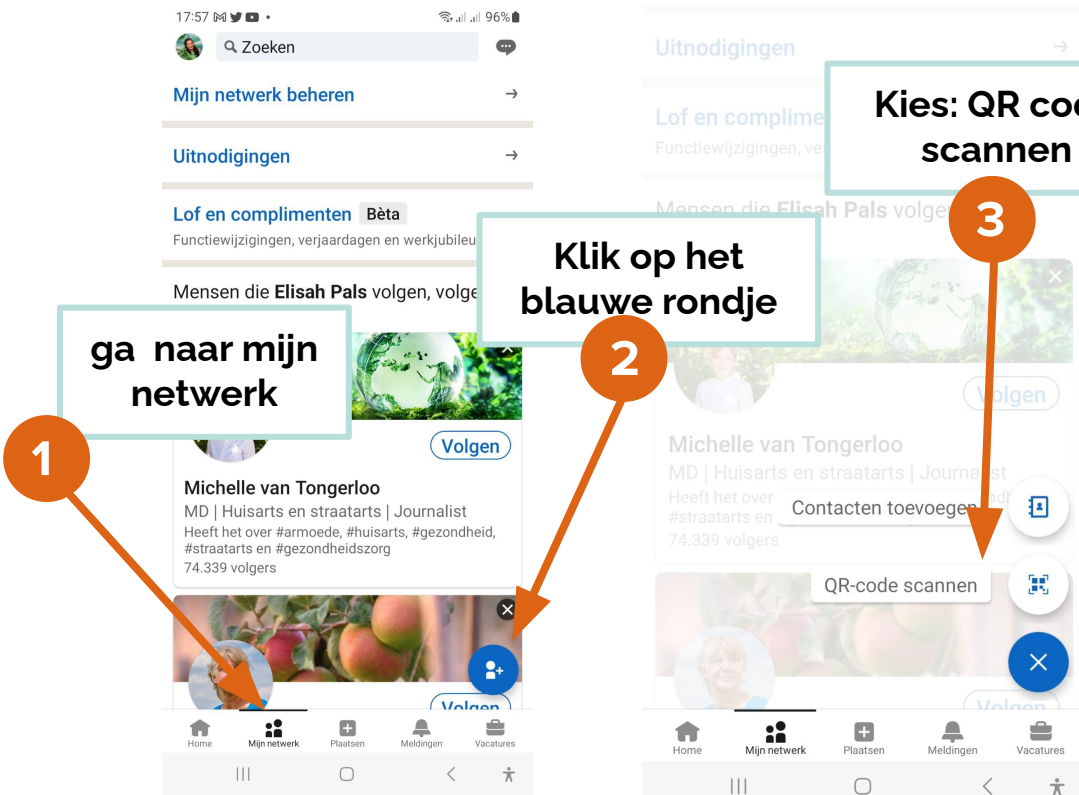 17:57
96%
Zoeken
Mijn netwerk beheren
Uitnodigingen
Lof en complimenten Bèta
Functiewijzigingen, verjaardagen en werkjubileu
Mensen die Elisah Pals volgen, volge
ga naar mijn
netwerk
1
Volgen
Michelle van Tongerloo
MD | Huisarts en straatarts | Journalist
Heeft het over #armoede, #huisarts, #gezondheid,
#straatarts en #gezondheidszorg
74.339 volgers
Volgen
Home
Mijn netwerk
Plaatsen
Meldingen
Vacatures
Klik op het
blauwe rondje
2
Uitnodigingen
Lof en complime
Functiewijzigingen, ve
Mensen die Elisah Pals volge
Kies: QR co
scannen
3
Volgen
Michelle van Tongerloo
MD | Huisarts en straatarts | Journalist
Heeft het over
#straatarts en
74.339 volgers
Contacten toevoegen
QR-code scannen
Volgen
Home
Mijn netwerk
Plaatsen
Meldingen
Vacatures